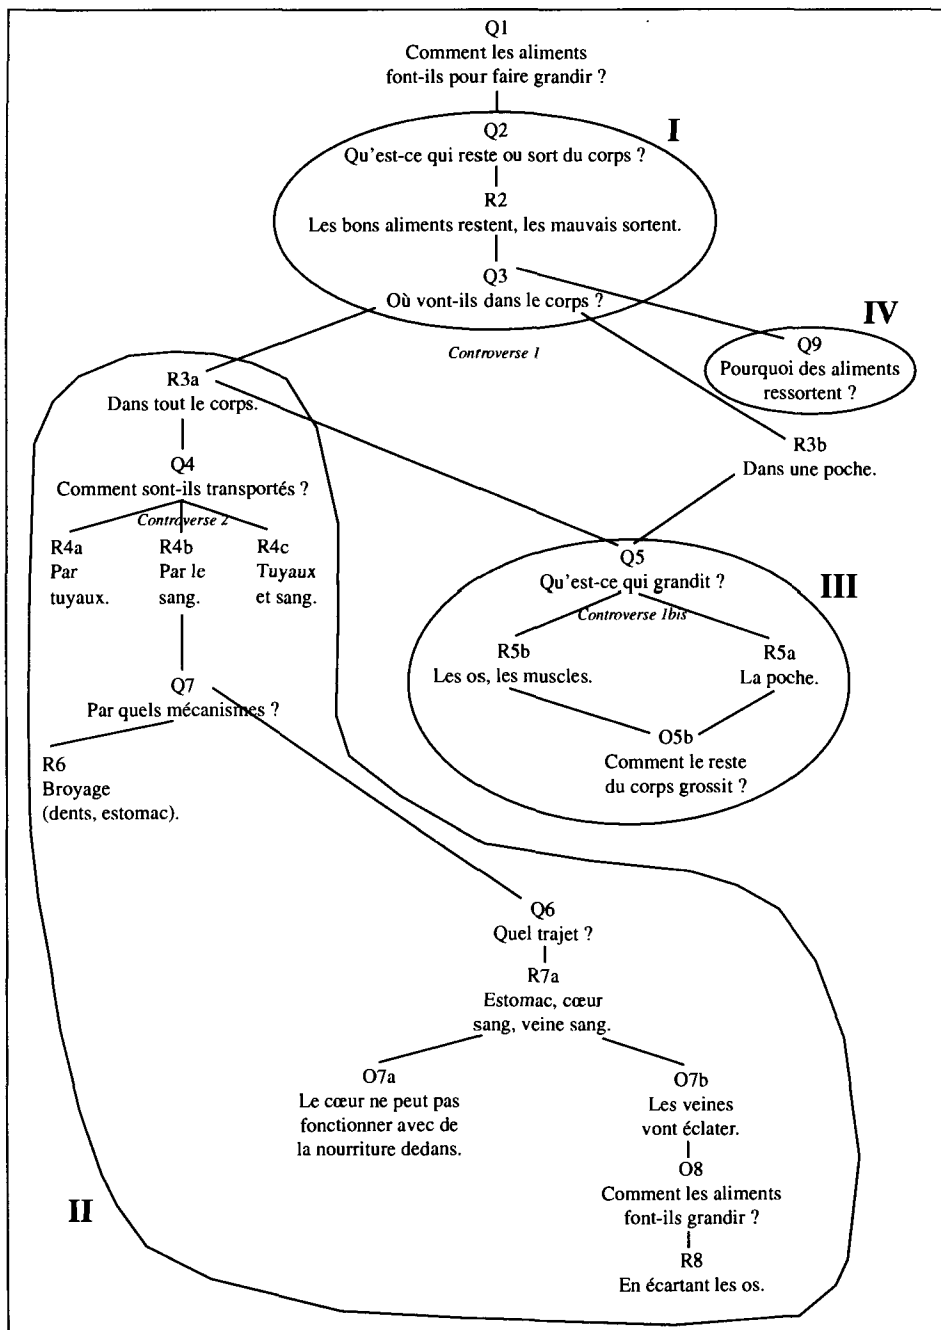 Q1
Comment les aliments
font-ils pour faire grandir ?
I
Q2
Qu'est-ce qui reste ou sort du corps ?
R2
Les bons aliments restent, les mauvais sortent.
Q3
Où vont-ils dans le corps ?
IV
Controverse 1
Q9
Pourquoi des aliments
ressortent ?
R3a
Dans tout le corps.
R3b
Dans une poche.
Q4
Comment sont-ils transportés ?
Controverse 2
R4a
Par
tuyaux.
R4b
Par le
sang.
R4c
Tuyaux
et sang.
Q5
Qu'est-ce qui grandit ?
III
Controverse 1bis
R5b
Les os, les muscles.
R5a
La poche.
O5b
Comment le reste
du corps grossit ?
Q7
Par quels mécanismes ?
R6
Broyage
(dents, estomac).
Q6
Quel trajet ?
R7a
Estomac, cœur
sang, veine sang.
O7a
Le cœur ne peut pas
fonctionner avec de
la nourriture dedans.
O7b
Les veines
vont éclater.
O8
Comment les aliments
font-ils grandir ?
II
R8
En écartant les os.